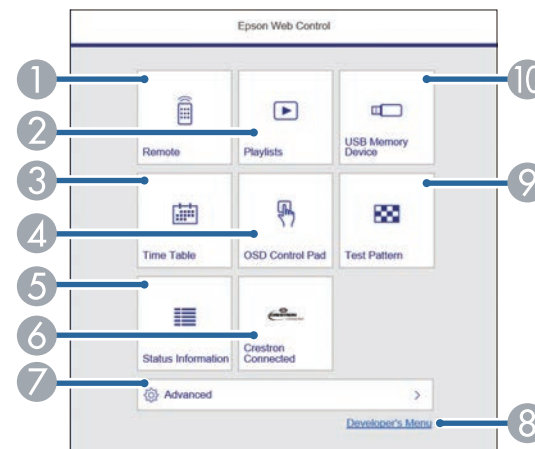 Epson Web Control
1
2
3
4
5
6
7
8
9
10
Remote
Playlists
USB Memory
Device
Time Table
OSD Control Pad
Test Pattern
Status Information
CRESTRON
Crestron
Connected
Advanced
Developer's Menu